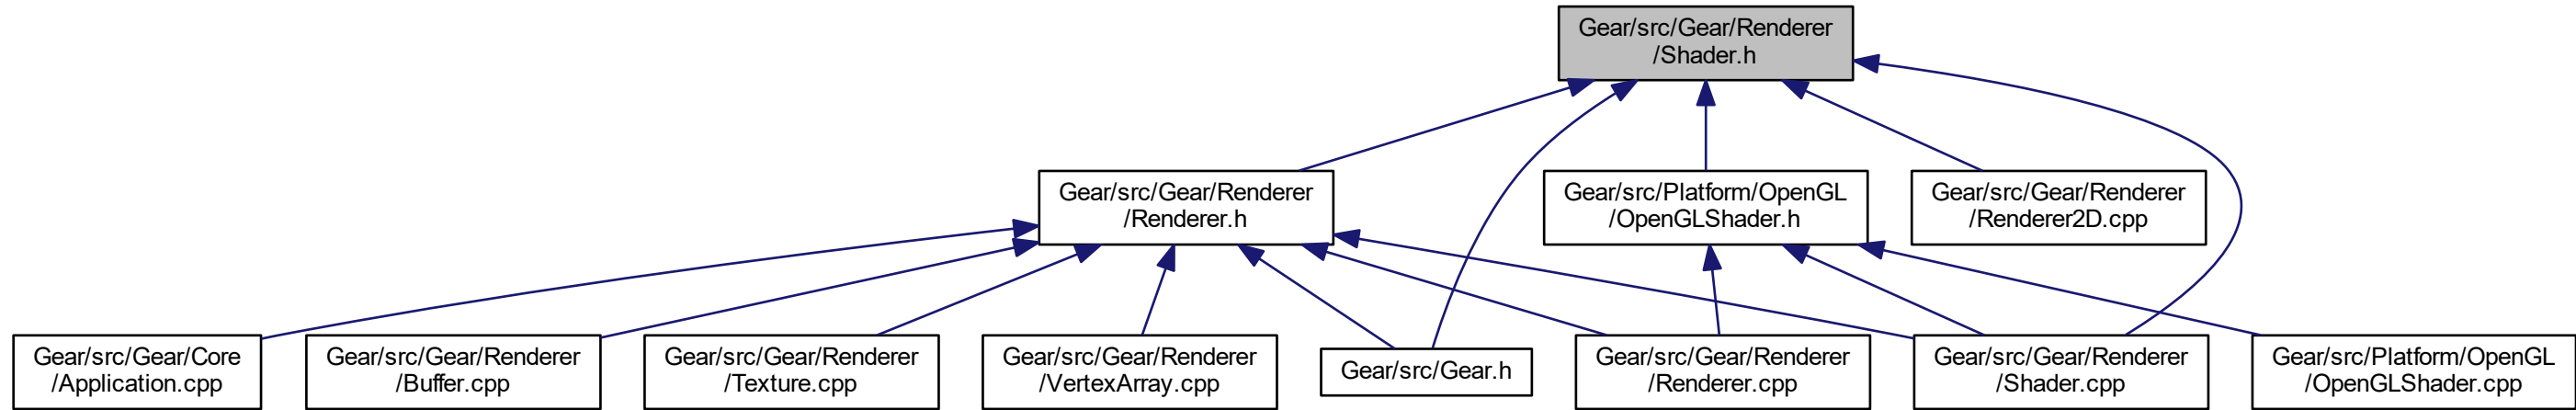 Gear/src/Gear/Renderer
/Shader.h
Gear/src/Gear/Renderer
/Renderer.h
Gear/src/Platform/OpenGL
/OpenGLShader.h
Gear/src/Gear/Renderer
/Renderer2D.cpp
Gear/src/Gear/Core
/Application.cpp
Gear/src/Gear/Renderer
/Buffer.cpp
Gear/src/Gear/Renderer
/Texture.cpp
Gear/src/Gear/Renderer
/VertexArray.cpp
Gear/src/Gear.h
Gear/src/Gear/Renderer
/Renderer.cpp
Gear/src/Gear/Renderer
/Shader.cpp
Gear/src/Platform/OpenGL
/OpenGLShader.cpp